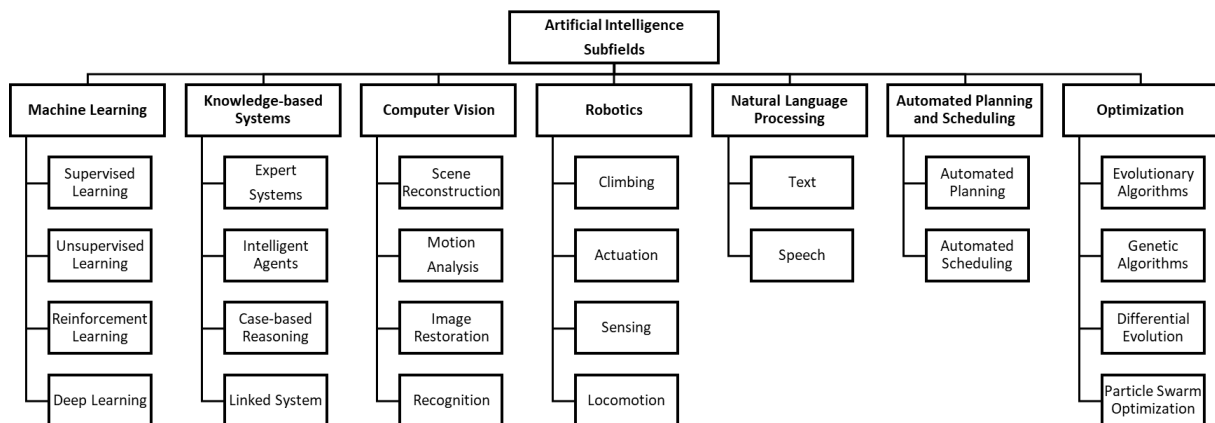 Artificial Intelligence
Subfields
Machine Learning
Knowledge-based
Systems
Computer Vision
Robotics
Natural Language
Processing
Automated Planning
and Scheduling
Optimization
Supervised
Learning
Unsupervised
Learning
Reinforcement
Learning
Deep Learning
Expert
Systems
Intelligent
Agents
Case-based
Reasoning
Linked System
Scene
Reconstruction
Motion
Analysis
Image
Restoration
Recognition
Climbing
Actuation
Sensing
Locomotion
Text
Speech
Automated
Planning
Automated
Scheduling
Evolutionary
Algorithms
Genetic
Algorithms
Differential
Evolution
Particle Swarm
Optimization